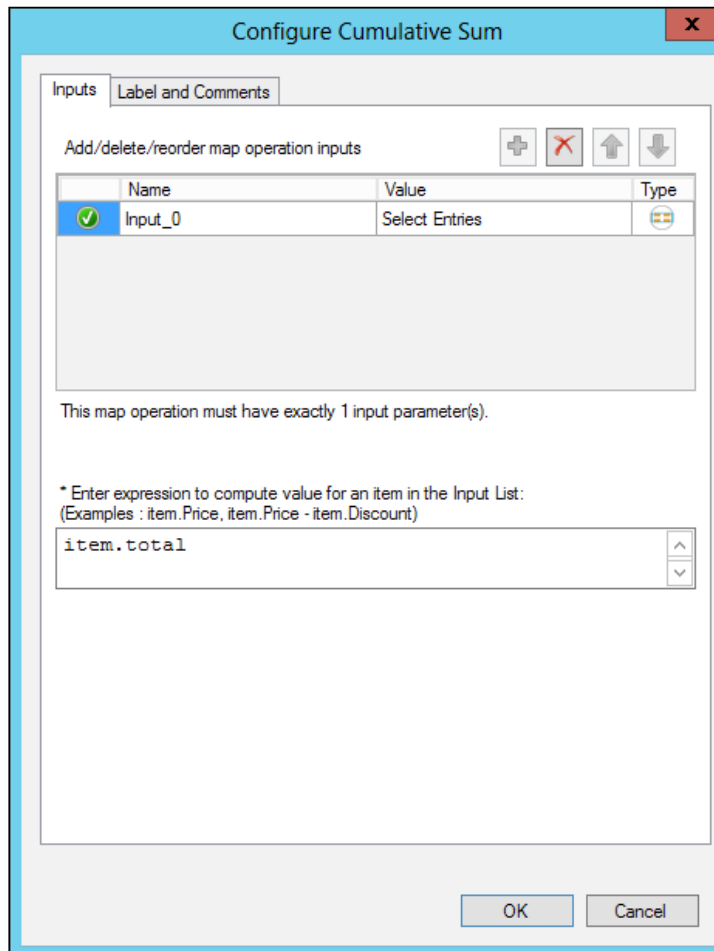 Configure Cumulative Sum
x
Inputs
Label and Comments
Add/delete/reorder map operation inputs
Name Value Type
Input_0 Select Entries
This map operation must have exactly 1 input parameter(s).
* Enter expression to compute value for an item in the Input List:
(Examples : item.Price, item.Price - item.Discount)
item.total
OK Cancel